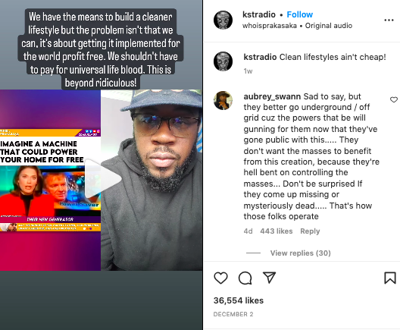 We have the means to build a cleaner
lifestyle but the problem isn't that we
can, it's about getting it implemented for
the world profit free. We shouldn't have
to pay for universal life blood. This is
beyond ridiculous!
IMAGINE A MACHINE
THAT COULD POWER
YOUR HOME FOR FREE
THEIR NEW GENERATOR
kstradio • Follow
whoisprakasaka • Original audio
kstradio Clean lifestyles ain't cheap!
1w
aubrey_swann Sad to say, but
they better go underground / off
grid cuz the powers that be will
be gunning for them now that they've
gone public with this..... They
don't want the masses to benefit
from this creation, because they're
hell bent on controlling the
masses... Don't be surprised If
they come up missing or
mysteriously dead..... That's how
those folks operate
4d 443 likes Reply
View replies (30)
36,554 likes
DECEMBER 2